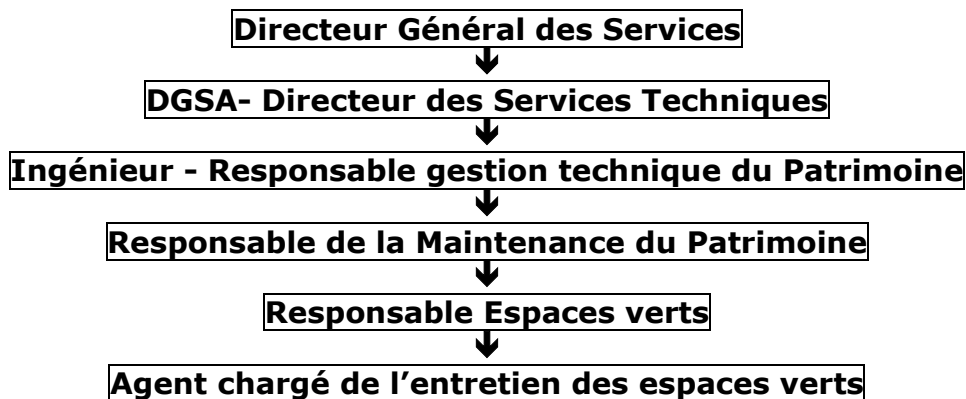 Directeur Général des Services
DGSA- Directeur des Services Techniques
Ingénieur - Responsable gestion technique du Patrimoine
Responsable de la Maintenance du Patrimoine
Responsable Espaces verts
Agent chargé de l’entretien des espaces verts